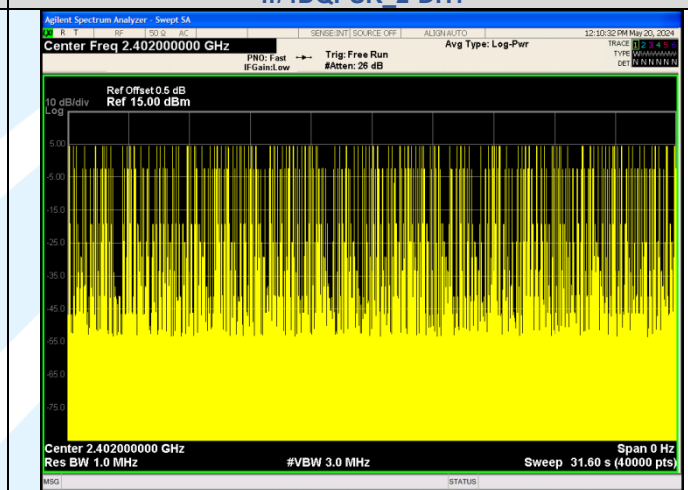 Agilent Spectrum Analyzer - Swept SA
R T RF 50 Ω AC SENSE:INT SOURCE OFF ALIGN AUTO 12:10:32 PM May 20, 2024
Center Freq 2.402000000 GHz Avg Type: Log-Pwr TRACE 1 2 3 4 5 6
PNO: Fast Trig: Free Run TYPE WWWWWW
IFGain:Low #Atten: 26 dB DET N N N N N N
Ref Offset 0.5 dB
10 dB/div Ref 15.00 dBm
Log
5.00
-5.00
-15.0
-25.0
-35.0
-45.0
-55.0
-65.0
-75.0
Center 2.402000000 GHz Span 0 Hz
Res BW 1.0 MHz #VBW 3.0 MHz Sweep 31.60 s (40000 pts)
MSG STATUS